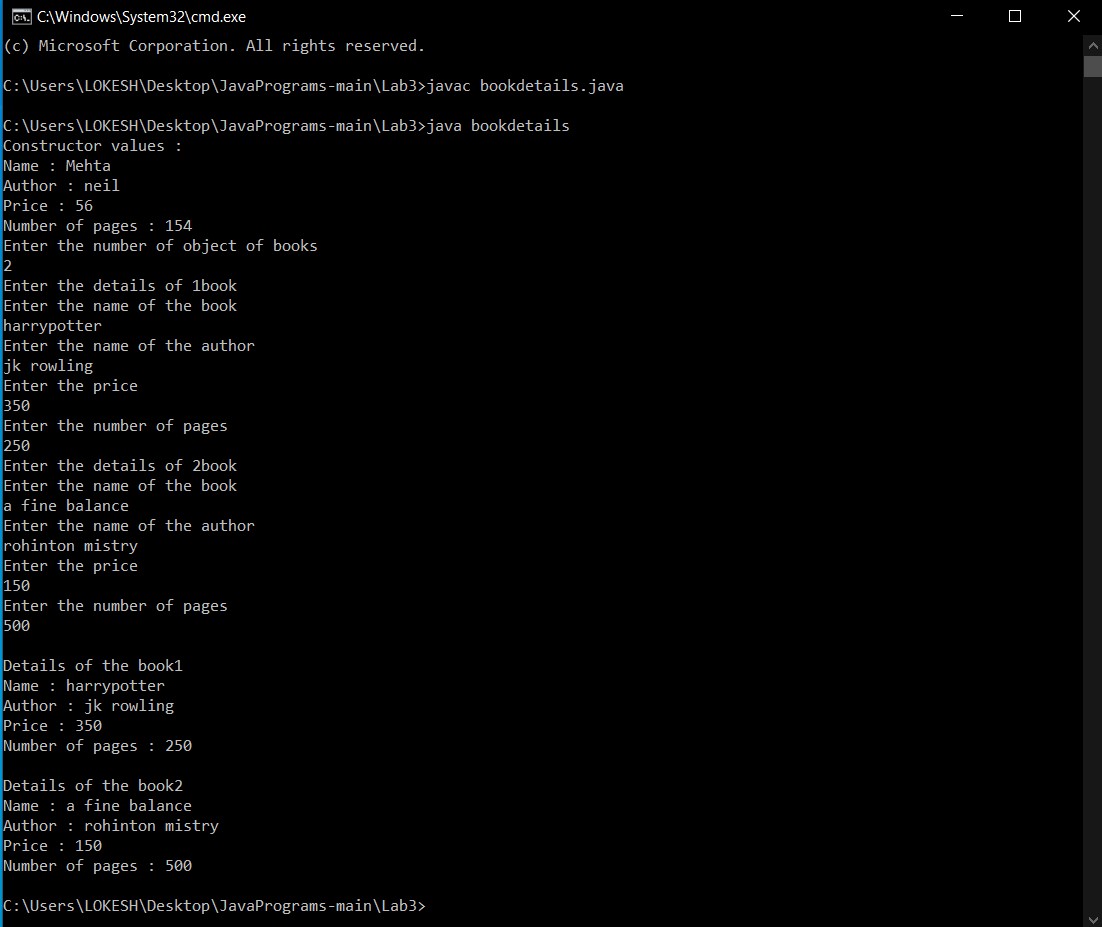 C:\Windows\System32\cmd.exe
(c) Microsoft Corporation. All rights reserved.
C:\Users\LOKESH\Desktop\JavaPrograms-main\Lab3>javac bookdetails.java
C:\Users\LOKESH\Desktop\JavaPrograms-main\Lab3>java bookdetails
Constructor values :
Name : Mehta
Author : neil
Price : 56
Number of pages : 154
Enter the number of object of books
2
Enter the details of 1book
Enter the name of the book
harrypotter
Enter the name of the author
jk rowling
Enter the price
350
Enter the number of pages
250
Enter the details of 2book
Enter the name of the book
a fine balance
Enter the name of the author
rohinton mistry
Enter the price
150
Enter the number of pages
500
Details of the book1
Name : harrypotter
Author : jk rowling
Price : 350
Number of pages : 250
Details of the book2
Name : a fine balance
Author : rohinton mistry
Price : 150
Number of pages : 500
C:\Users\LOKESH\Desktop\JavaPrograms-main\Lab3>